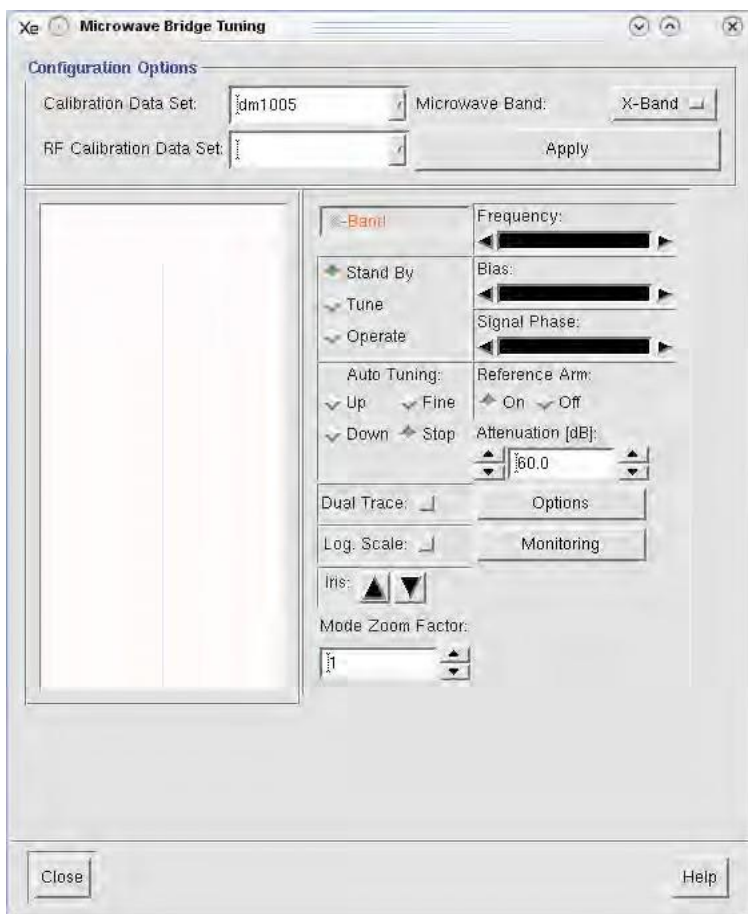 Xe Microwave Bridge Tuning
Configuration Options
Calibration Data Set: dm1005 Microwave Band: X-Band
RF Calibration Data Set: Apply
X-Band
Frequency:
Stand By
Bias:
Tune
Signal Phase:
Operate
Auto Tuning:
Reference Arm:
Up Fine
On Off
Down Stop
Attenuation [dB]:
60.0
Dual Trace:
Options
Log. Scale:
Monitoring
Iris:
Mode Zoom Factor:
1
Close Help